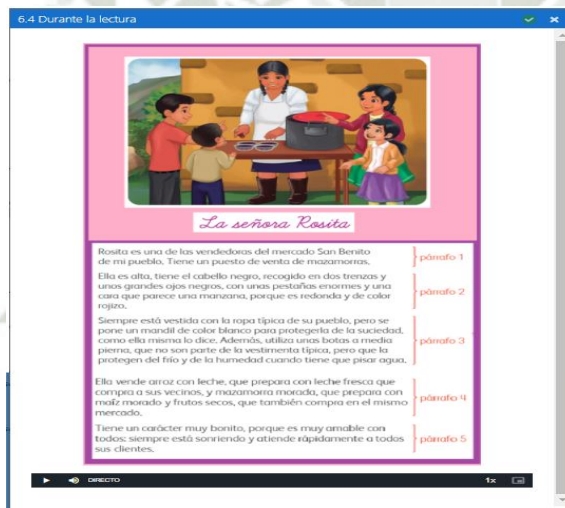 6.4 Durante la lectura
La señora Rosita
Rosita es una de las vendedoras del mercado San Benito
de mi pueblo. Tiene un puesto de venta de mazamorras.
párrafo 1
Ella es alta, tiene el cabello negro, recogido en dos trenzas y
unos grandes ojos negros, con unas pestañas enormes y una
cara que parece una manzana, porque es redonda y de color
rojizo.
párrafo 2
Siempre está vestida con la ropa típica de su pueblo, pero se
pone un mandil de color blanco para protegerla de la suciedad,
como ella misma lo dice. Además, utiliza unas botas a media
pierna, que no son parte de la vestimenta típica, pero que la
protegen del frío y de la humedad cuando tiene que pisar agua.
párrafo 3
Ella vende arroz con leche, que prepara con leche fresca que
compra a sus vecinos, y mazamorra morada, que prepara con
maíz morado y frutos secos, que también compra en el mismo
mercado.
párrafo 4
Tiene un carácter muy bonito, porque es muy amable con
todos: siempre está sonriendo y atiende rápidamente a todos
sus clientes.
párrafo 5
DIRECTO
1x